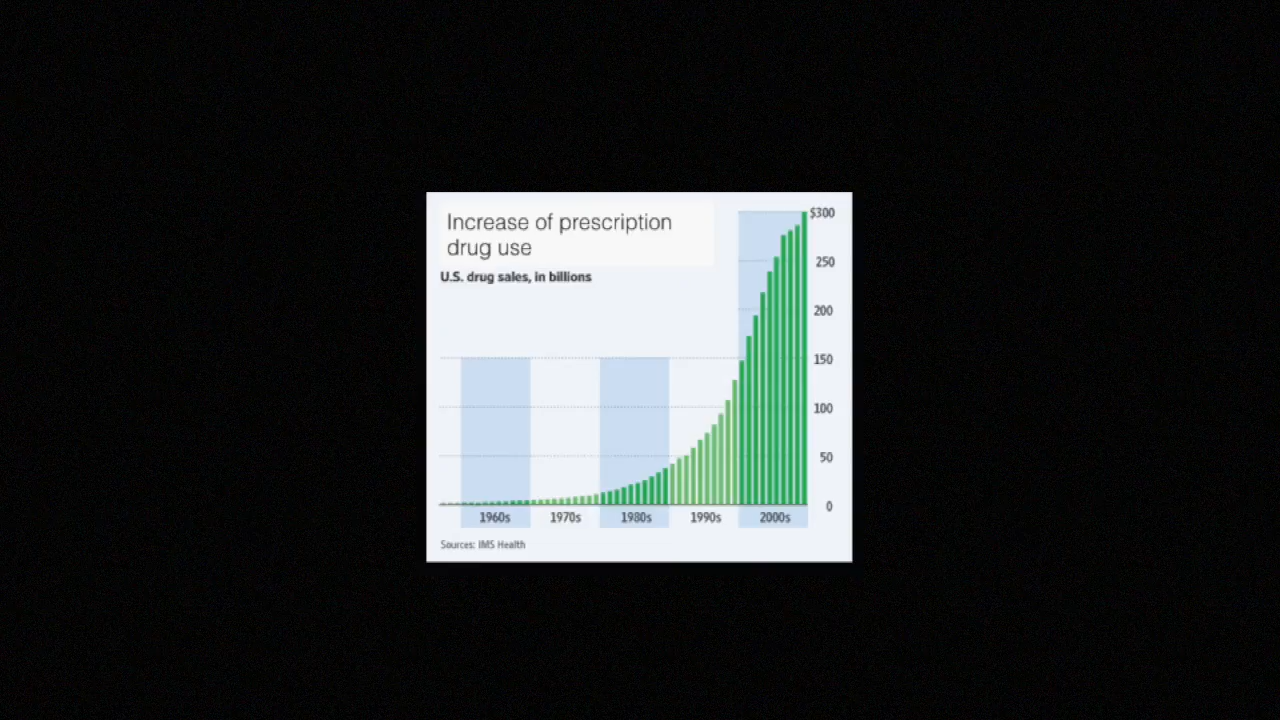 Increase of prescription
drug use
U.S. drug sales, in billions
$300
250
200
150
100
50
0
1960s 1970s 1980s 1990s 2000s
Sources: IMS Health